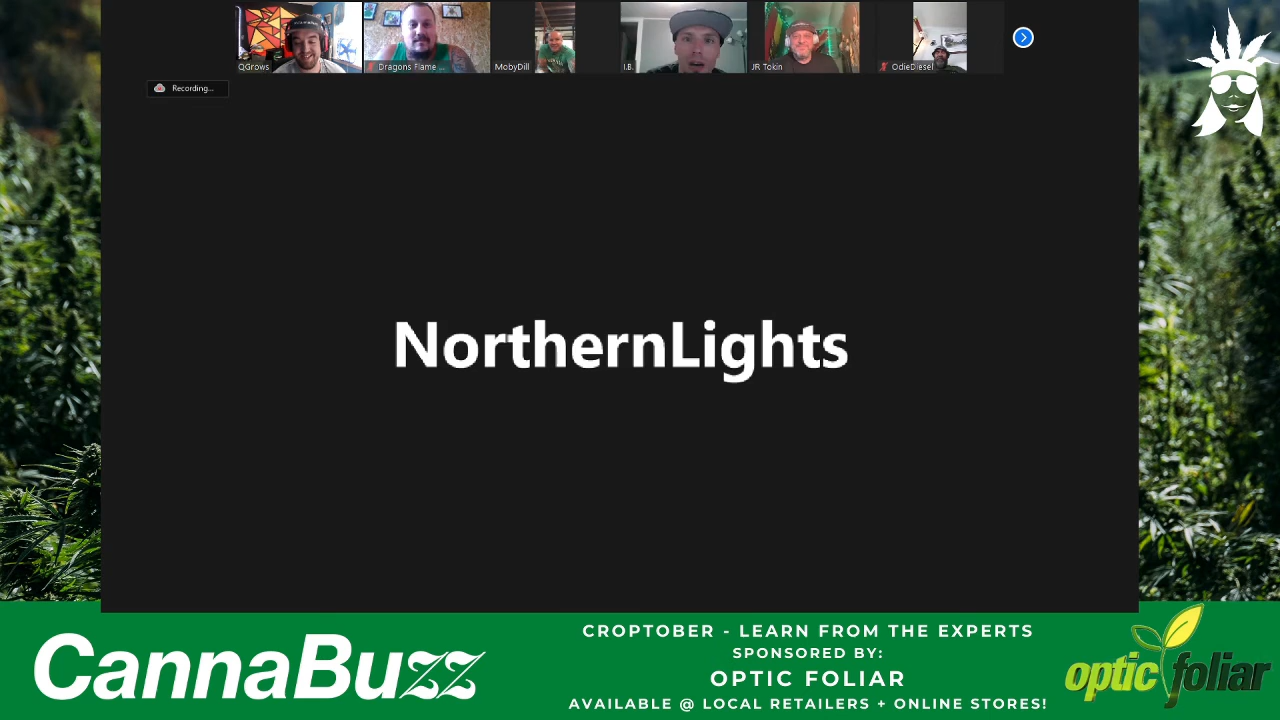 QGrows
Dragons Flame
MobyDill
I.B.
JR Tokin
OdieDiesel
Recording...
NorthernLights
CannaBuzz
CROPTOBER - LEARN FROM THE EXPERTS
SPONSORED BY:
OPTIC FOLIAR
AVAILABLE @ LOCAL RETAILERS + ONLINE STORES!
optic foliar